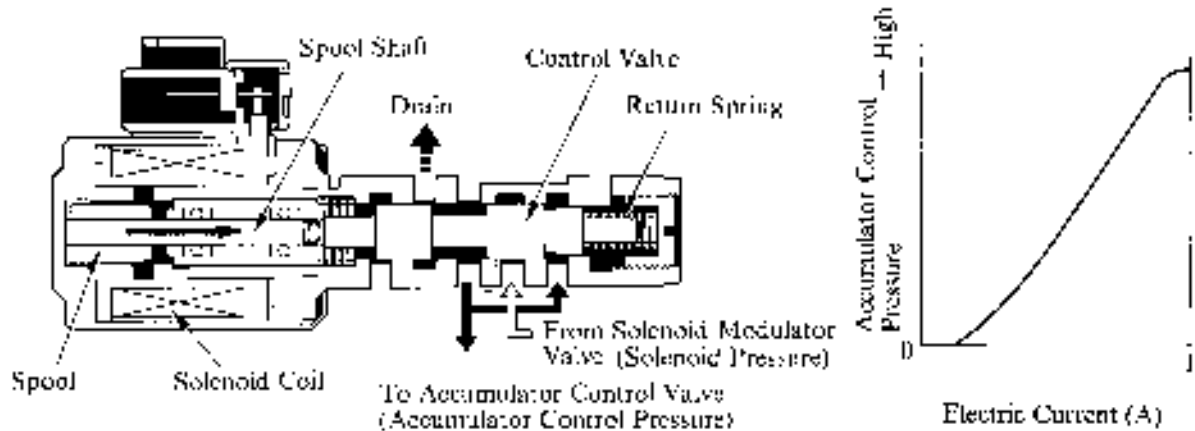 Spool Shaft
Control Valve
Drain
Return Spring
From Solenoid Modulator
Valve (Solenoid Pressure)
Spool
Solenoid Coil
To Accumulator Control Valve
(Accumulator Control Pressure)
Accumulator Control
Pressure
High
0
1
Electric Current (A)